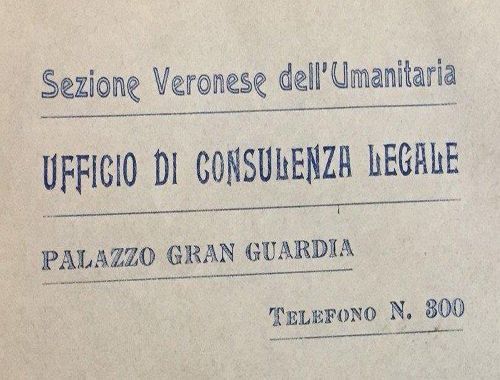 Sezione Veronese dell'Umanitaria
UFFICIO DI CONSULENZA LEGALE
PALAZZO GRAN GUARDIA
TELEFONO N. 300